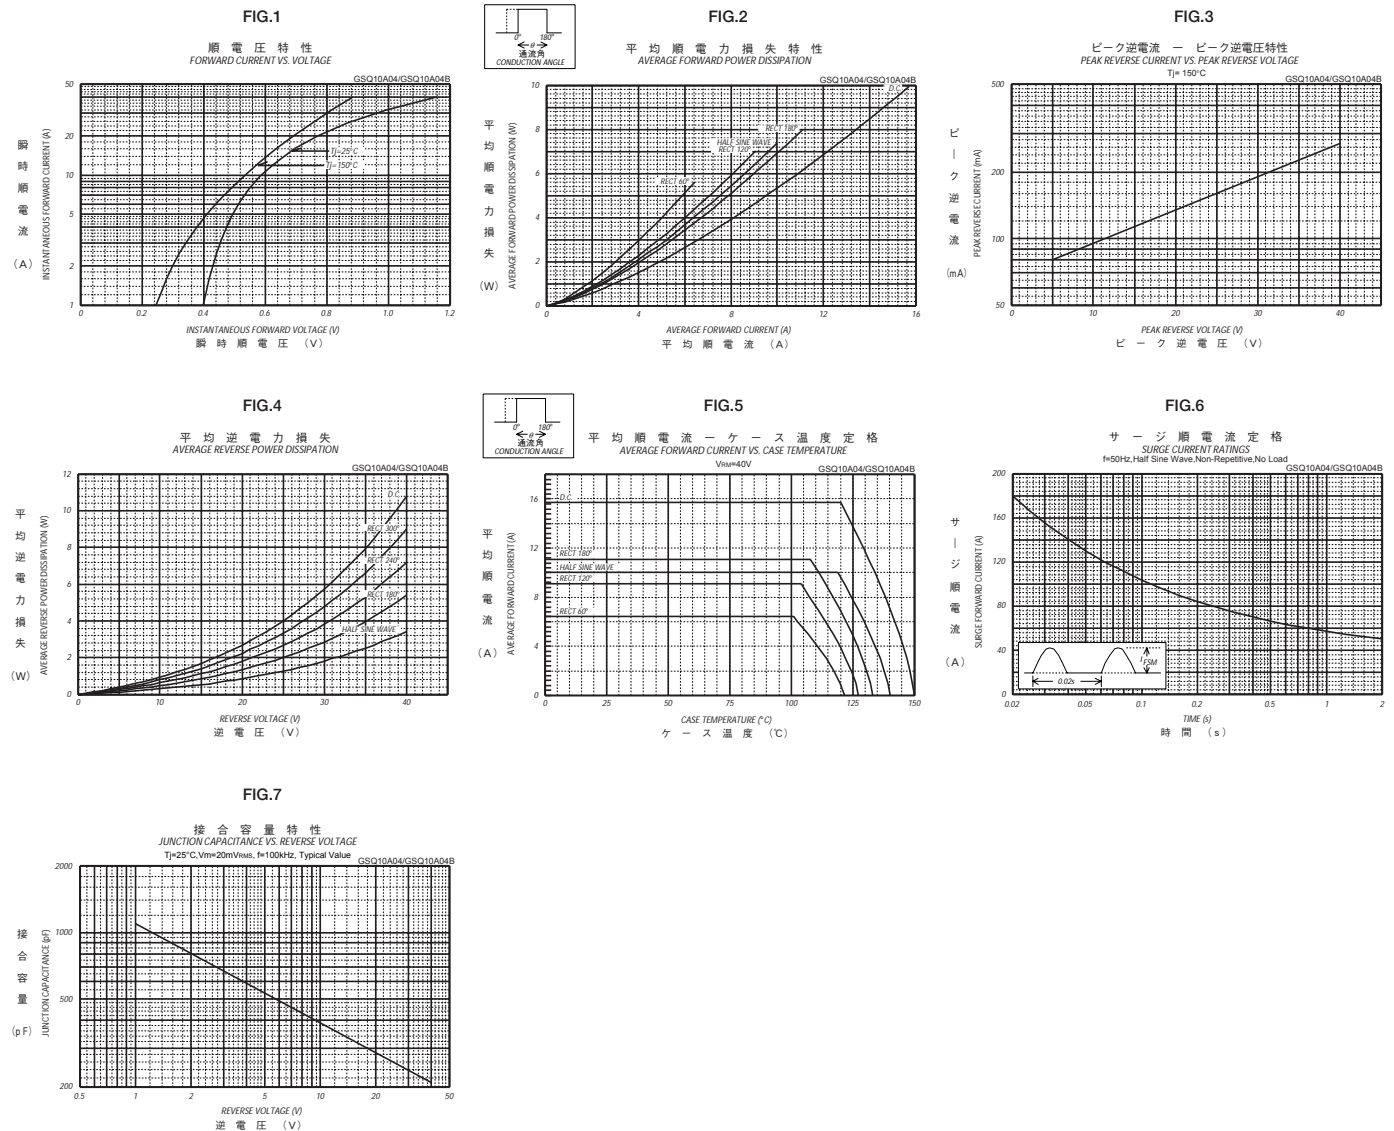 FIG.1
順電圧特性
FORWARD CURRENT VS. VOLTAGE
GSQ10A04/GSQ10A04B
瞬時順電流 (A)
INSTANTANEOUS FORWARD CURRENT (A)
50
20
10
5
2
1
Tj=25°C
Tj=150°C
0 0.2 0.4 0.6 0.8 1.0 1.2
INSTANTANEOUS FORWARD VOLTAGE (V)
瞬時順電圧 (V)
0° 180°
θ
通流角
CONDUCTION ANGLE
FIG.2
平均順電力損失特性
AVERAGE FORWARD POWER DISSIPATION
GSQ10A04/GSQ10A04B
平均順電力損失 (W)
AVERAGE FORWARD POWER DISSIPATION (W)
10
8
6
4
2
0
D.C.
RECT 180°
HALF SINE WAVE
RECT 120°
RECT 60°
0 4 8 12 16
AVERAGE FORWARD CURRENT (A)
平均順電流 (A)
FIG.3
ピーク逆電流 ー ピーク逆電圧特性
PEAK REVERSE CURRENT VS. PEAK REVERSE VOLTAGE
Tj= 150°C
GSQ10A04/GSQ10A04B
ピーク逆電流 (mA)
PEAK REVERSE CURRENT (mA)
500
200
100
50
0 10 20 30 40
PEAK REVERSE VOLTAGE (V)
ピーク逆電圧 (V)
FIG.4
平均逆電力損失
AVERAGE REVERSE POWER DISSIPATION
GSQ10A04/GSQ10A04B
平均逆電力損失 (W)
AVERAGE REVERSE POWER DISSIPATION (W)
12
10
8
6
4
2
0
D.C.
RECT 300°
RECT 240°
RECT 180°
HALF SINE WAVE
0 10 20 30 40
REVERSE VOLTAGE (V)
逆電圧 (V)
0° 180°
θ
通流角
CONDUCTION ANGLE
FIG.5
平均順電流ーケース温度定格
AVERAGE FORWARD CURRENT VS. CASE TEMPERATURE
VRM=40V
GSQ10A04/GSQ10A04B
平均順電流 (A)
AVERAGE FORWARD CURRENT (A)
16
12
8
4
0
D.C.
RECT 180°
HALF SINE WAVE
RECT 120°
RECT 60°
0 25 50 75 100 125 150
CASE TEMPERATURE (°C)
ケース温度 (℃)
FIG.6
サージ順電流定格
SURGE CURRENT RATINGS
f=50Hz,Half Sine Wave,Non-Repetitive,No Load
GSQ10A04/GSQ10A04B
サージ順電流 (A)
SURGE FORWARD CURRENT (A)
200
160
120
80
40
0
IFSM
0.02s
0.02 0.05 0.1 0.2 0.5 1 2
TIME (s)
時間 (s)
FIG.7
接合容量特性
JUNCTION CAPACITANCE VS. REVERSE VOLTAGE
Tj=25°C,Vm=20mVRMS, f=100kHz, Typical Value
GSQ10A04/GSQ10A04B
接合容量 (pF)
JUNCTION CAPACITANCE (pF)
2000
1000
500
200
0.5 1 2 5 10 20 50
REVERSE VOLTAGE (V)
逆電圧 (V)